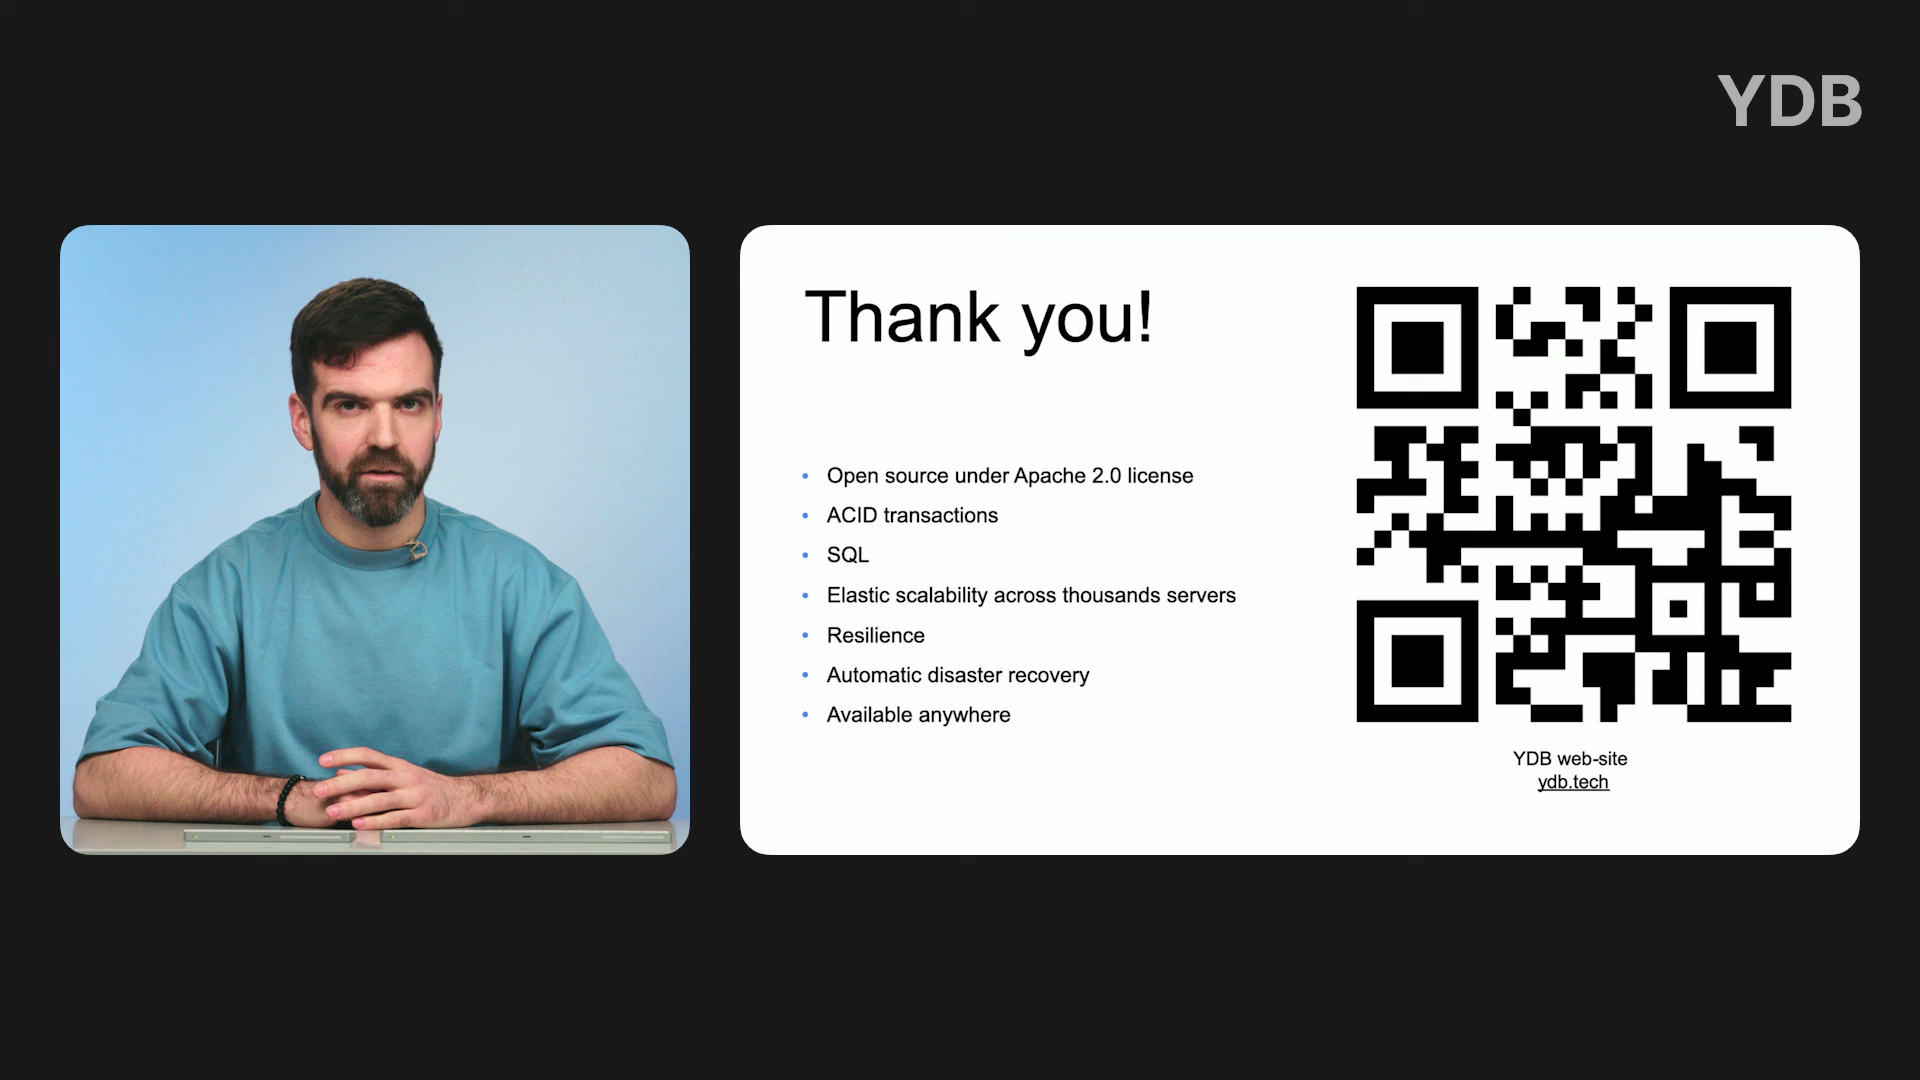 YDB
Thank you!
Open source under Apache 2.0 license
ACID transactions
SQL
Elastic scalability across thousands servers
Resilience
Automatic disaster recovery
Available anywhere
YDB web-site
ydb.tech